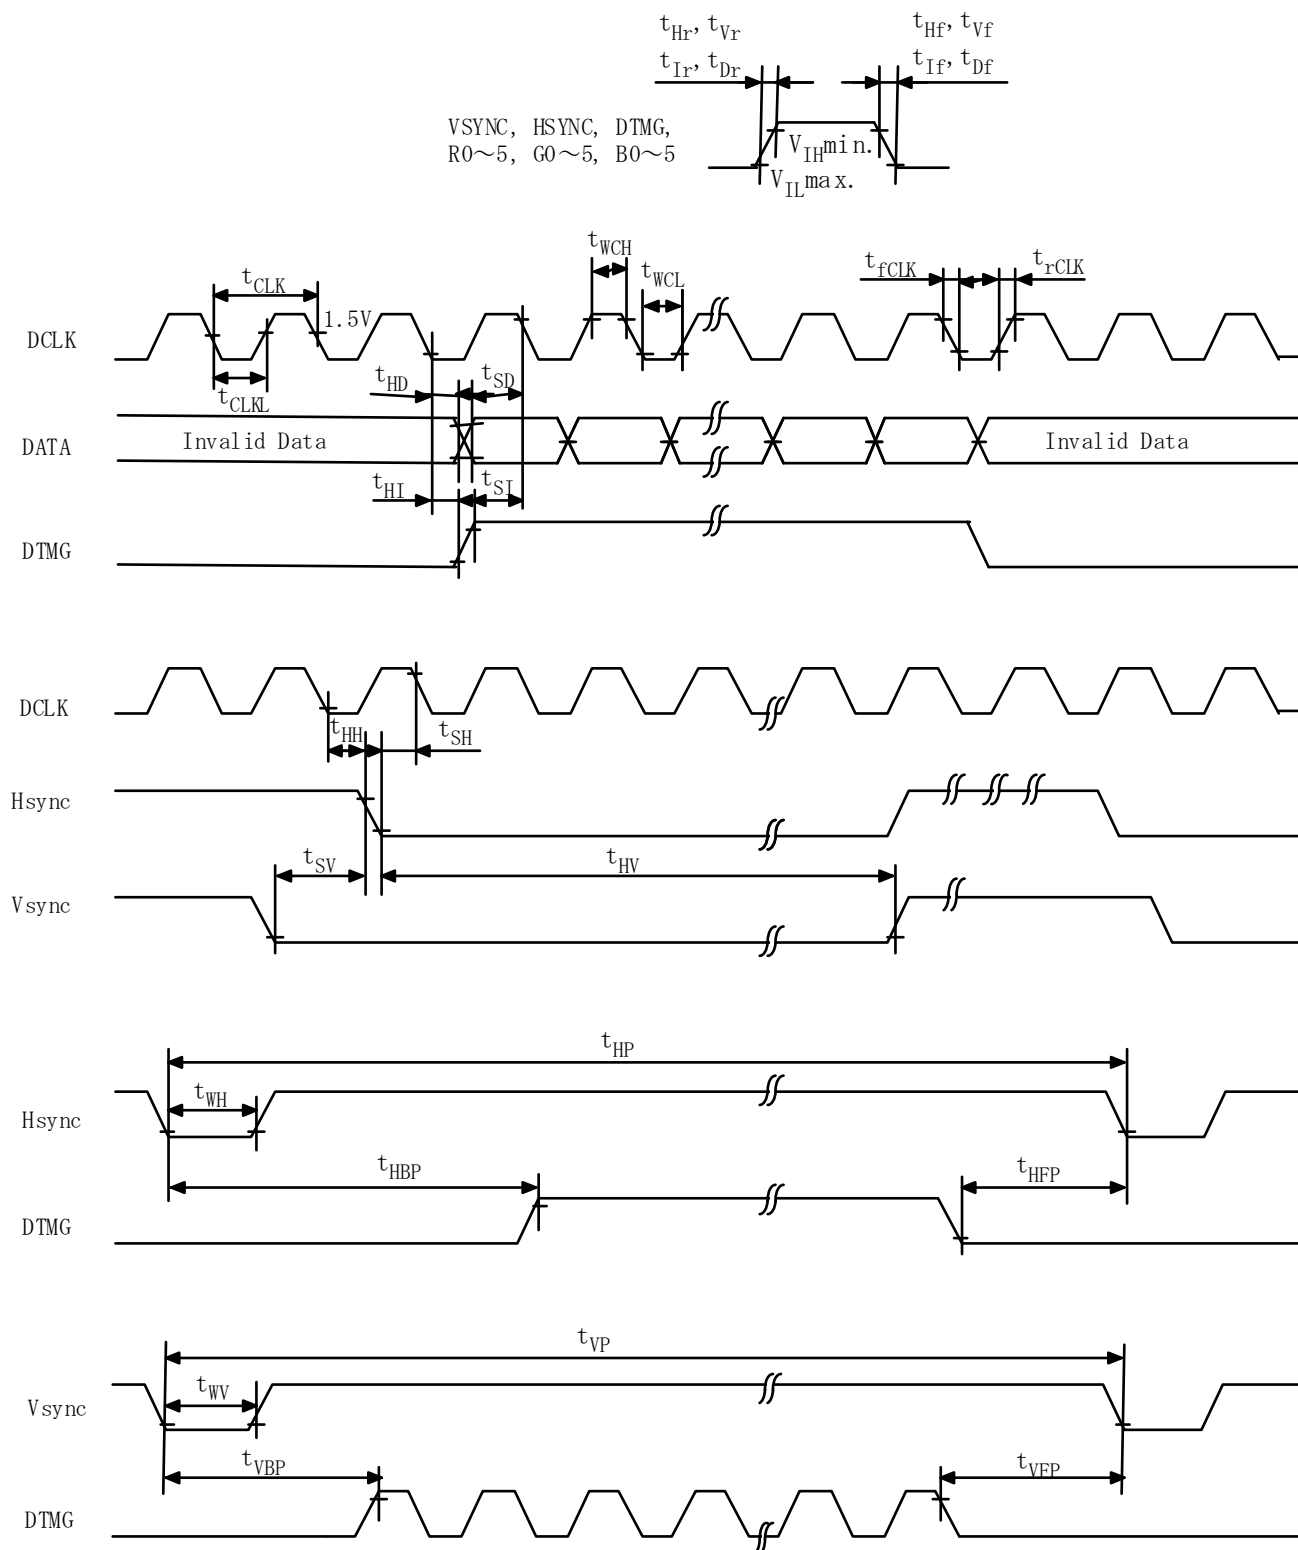 tHr, tVr
tIr, tDr
tHf, tVf
tIf, tDf
VSYNC, HSYNC, DTMG,
R0～5, G0～5, B0～5
VIHmin.
VILmax.
tCLK
tWCH
tWCL
tfCLK
trCLK
1.5V
DCLK
tCLKL
tHD
tSD
DATA
Invalid Data
Invalid Data
tHI
tSI
DTMG
DCLK
tHH
tSH
Hsync
tSV
tHV
Vsync
tHP
tWH
Hsync
tHBP
tHFP
DTMG
tVP
tWV
Vsync
tVBP
tVFP
DTMG